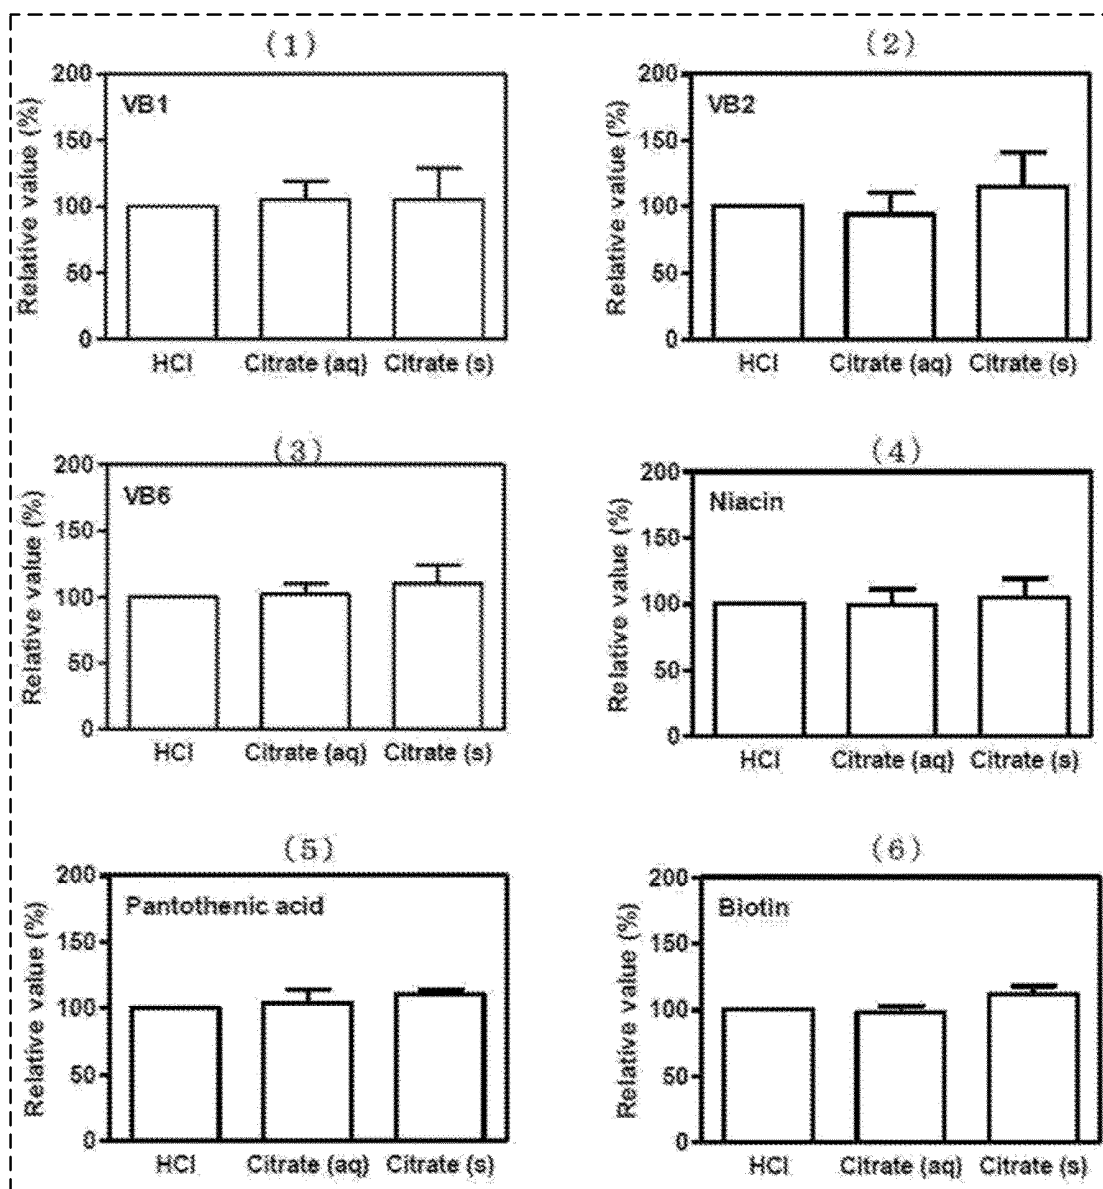 (1)
200
150
100
50
0
Relative value (%)
VB1
HCl
Citrate (aq)
Citrate (s)
(2)
200
150
100
50
0
Relative value (%)
VB2
HCl
Citrate (aq)
Citrate (s)
(3)
200
150
100
50
0
Relative value (%)
VB6
HCl
Citrate (aq)
Citrate (s)
(4)
200
150
100
50
0
Relative value (%)
Niacin
HCl
Citrate (aq)
Citrate (s)
(5)
200
150
100
50
0
Relative value (%)
Pantothenic acid
HCl
Citrate (aq)
Citrate (s)
(6)
200
150
100
50
0
Relative value (%)
Biotin
HCl
Citrate (aq)
Citrate (s)